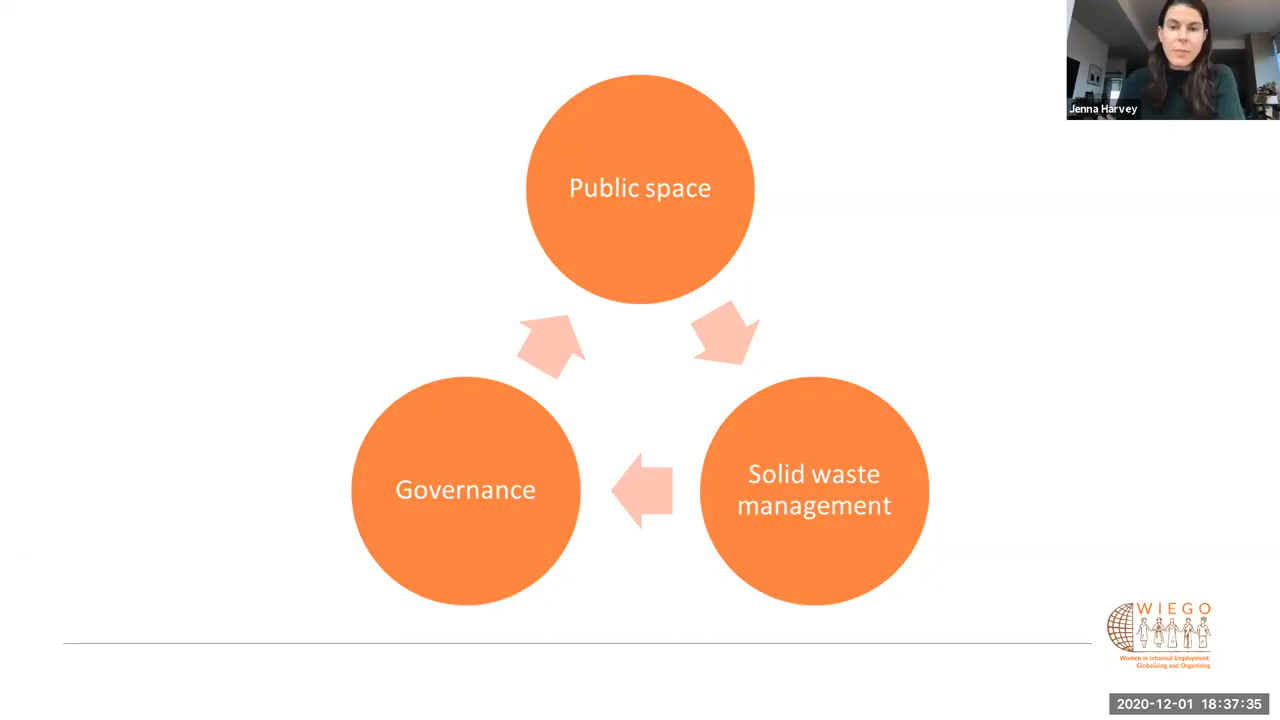 Jenna Harvey
Public space
Solid waste
management
Governance
WIEGO
Women in Informal Employment:
Globalizing and Organizing
2020-12-01 18:37:35